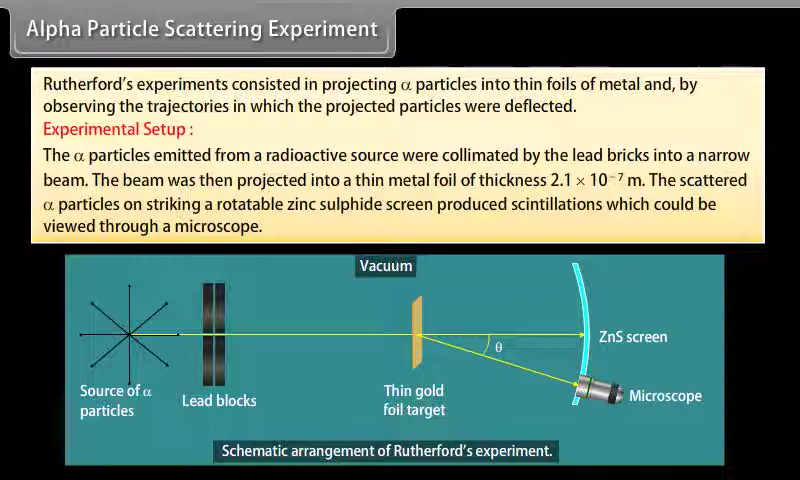 Alpha Particle Scattering Experiment
Rutherford's experiments consisted in projecting α particles into thin foils of metal and, by
observing the trajectories in which the projected particles were deflected.
Experimental Setup :
The α particles emitted from a radioactive source were collimated by the lead bricks into a narrow
beam. The beam was then projected into a thin metal foil of thickness 2.1 × 10⁻⁷ m. The scattered
α particles on striking a rotatable zinc sulphide screen produced scintillations which could be
viewed through a microscope.
Vacuum
θ
ZnS screen
Source of α
particles
Lead blocks
Thin gold
foil target
Microscope
Schematic arrangement of Rutherford's experiment.